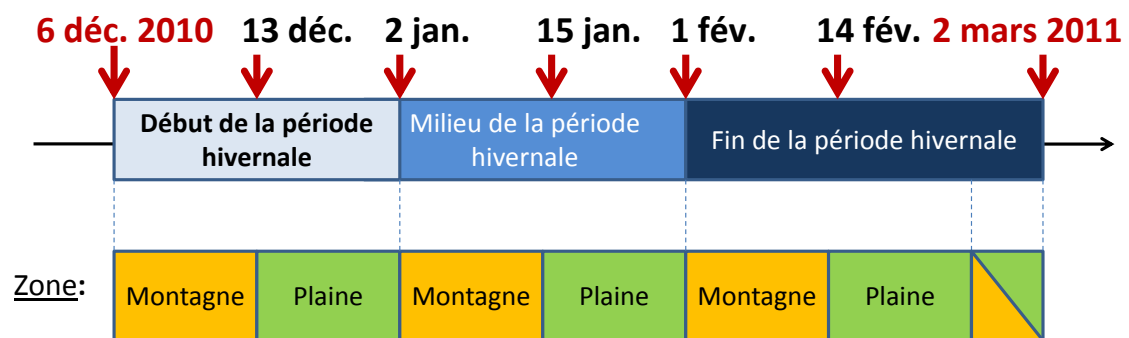 6 déc. 2010 13 déc. 2 jan. 15 jan. 1 fév. 14 fév. 2 mars 2011
Début de la période
hivernale
Milieu de la période
hivernale
Fin de la période hivernale
Zone: Montagne Plaine Montagne Plaine Montagne Plaine